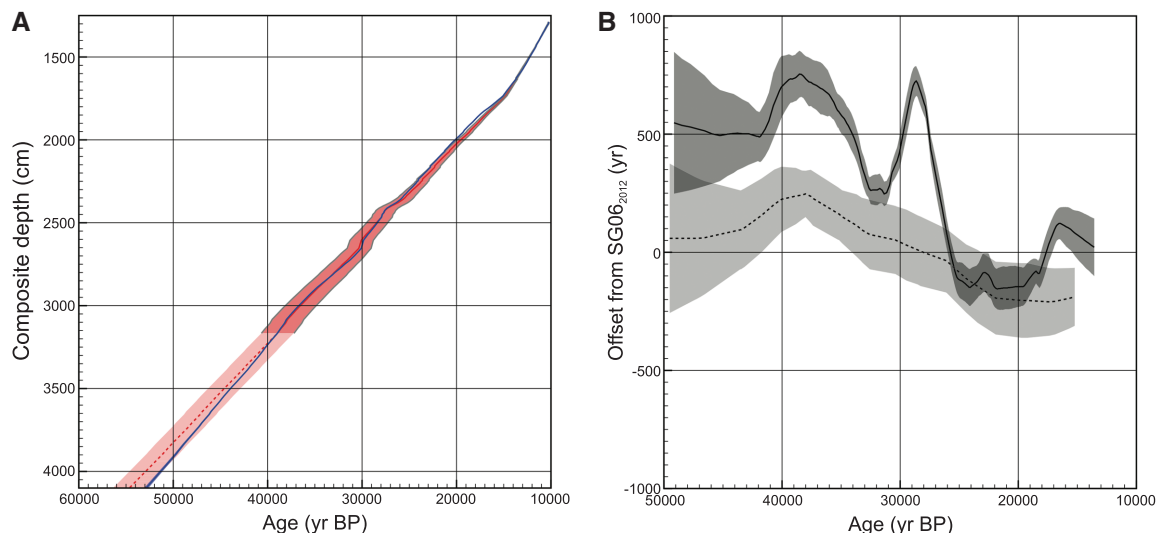 A
Composite depth (cm)
1500
2000
2500
3000
3500
4000
60000 50000 40000 30000 20000 10000
Age (yr BP)
B
Offset from SG06₂₀₁₂ (yr)
1000
500
0
-500
-1000
50000 40000 30000 20000 10000
Age (yr BP)